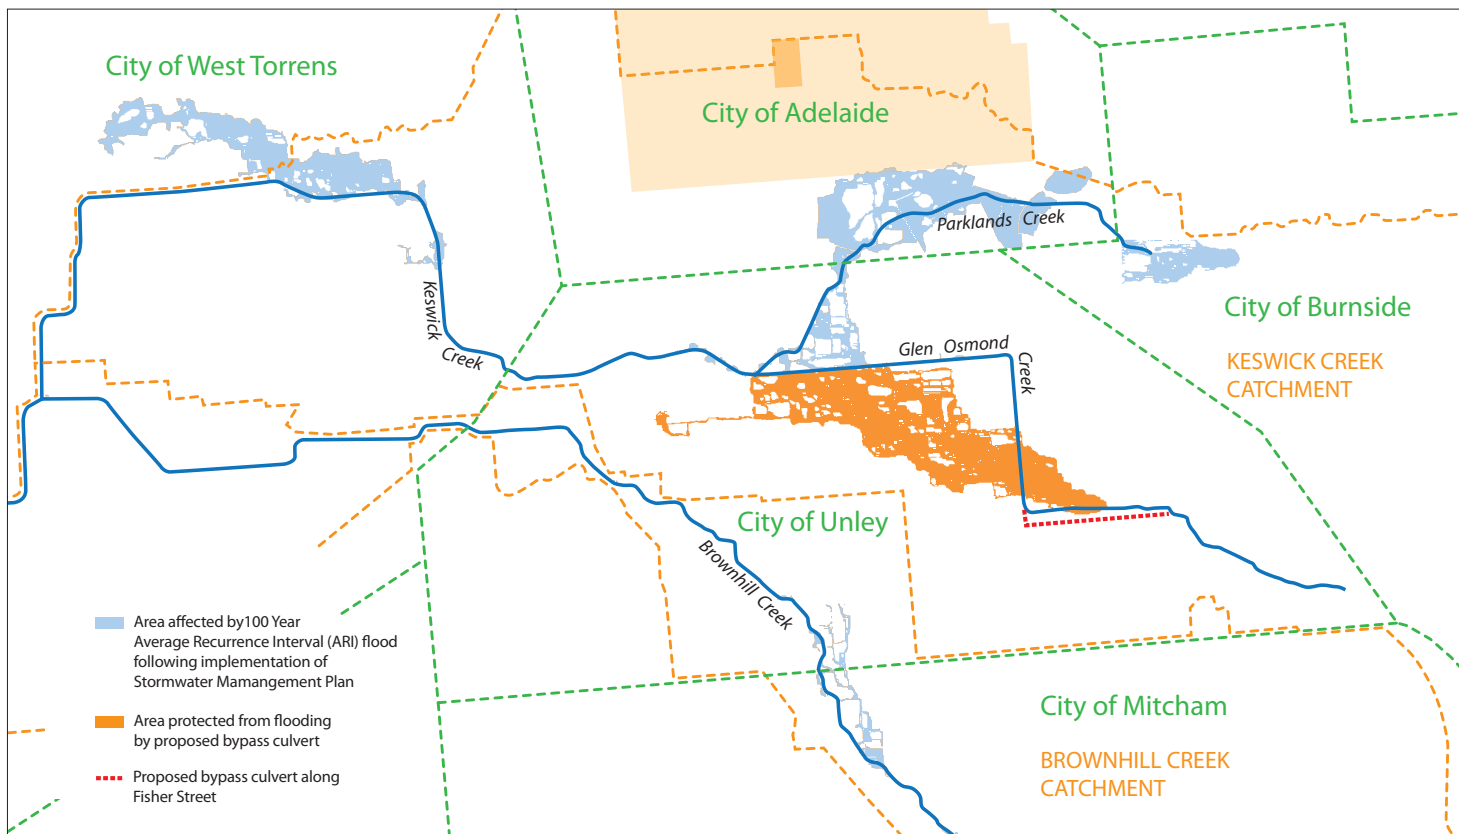 City of West Torrens
City of Adelaide
Parklands Creek
City of Burnside
Keswick
Creek
Glen Osmond
Creek
KESWICK CREEK
CATCHMENT
City of Unley
Brownhill Creek
Area affected by100 Year
Average Recurrence Interval (ARI) flood
following implementation of
Stormwater Mamangement Plan
Area protected from flooding
by proposed bypass culvert
Proposed bypass culvert along
Fisher Street
City of Mitcham
BROWNHILL CREEK
CATCHMENT